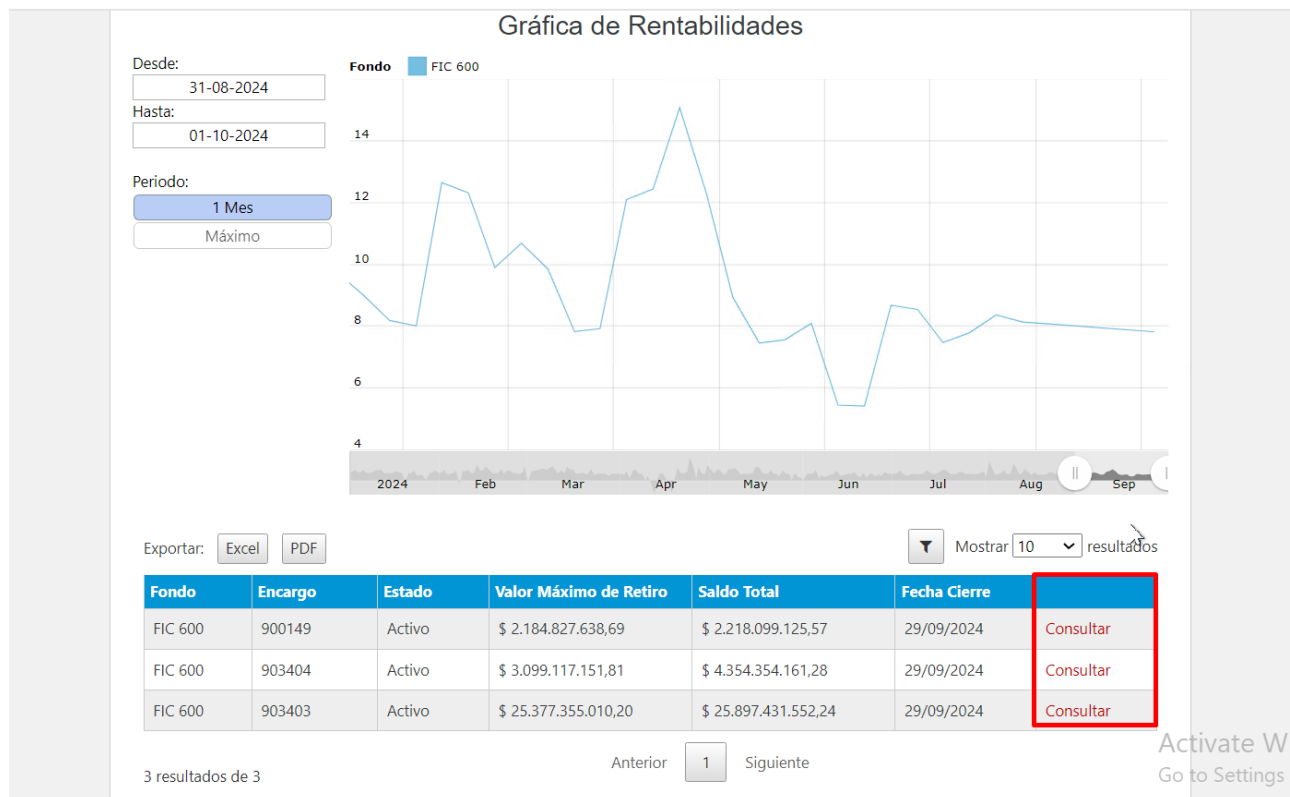 Gráfica de Rentabilidades
Desde:
31-08-2024
Hasta:
01-10-2024
Periodo:
1 Mes
Máximo
Fondo FIC 600
14
12
10
8
6
4
2024 Feb Mar Apr May Jun Jul Aug Sep
Exportar: Excel PDF Mostrar 10 resultados
Fondo Encargo Estado Valor Máximo de Retiro Saldo Total Fecha Cierre
FIC 600 900149 Activo $ 2.184.827.638,69 $ 2.218.099.125,57 29/09/2024 Consultar
FIC 600 903404 Activo $ 3.099.117.151,81 $ 4.354.354.161,28 29/09/2024 Consultar
FIC 600 903403 Activo $ 25.377.355.010,20 $ 25.897.431.552,24 29/09/2024 Consultar
Anterior 1 Siguiente
3 resultados de 3
Activate W
Go to Settings